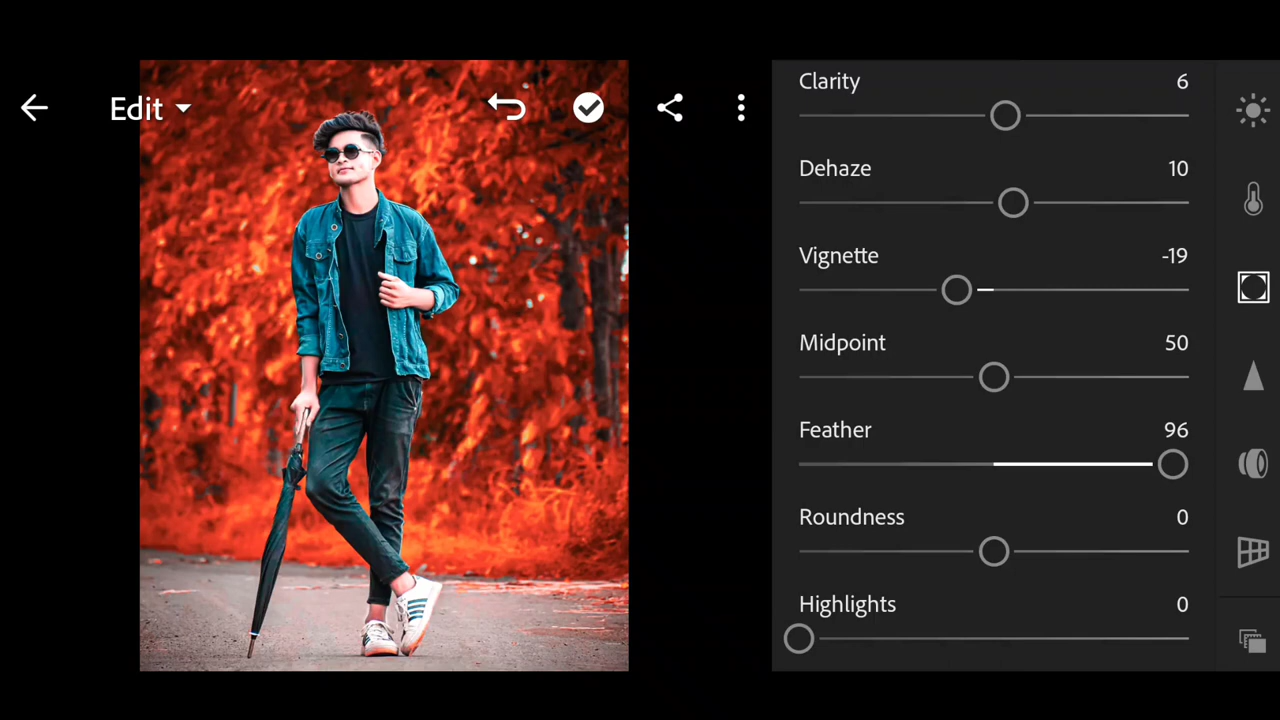 Edit
Clarity 6
Dehaze 10
Vignette -19
Midpoint 50
Feather 96
Roundness 0
Highlights 0